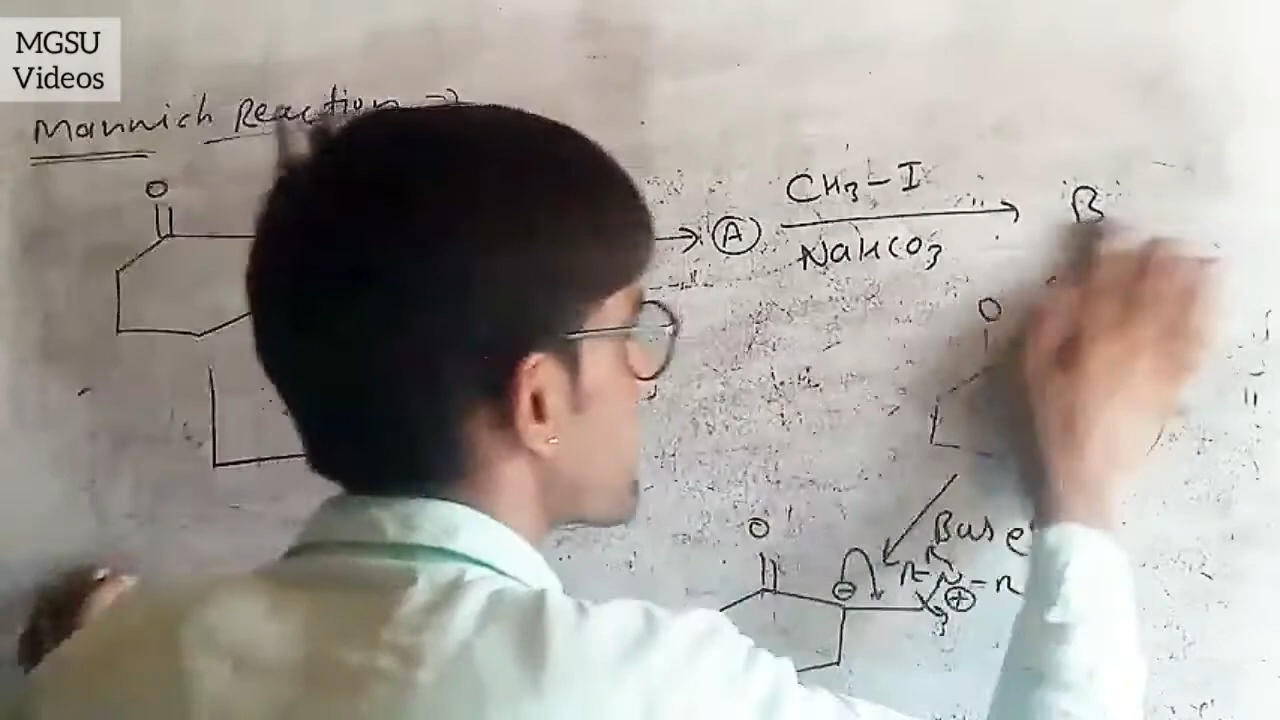 MGSU
Videos
Mannich Reaction →
O
→ A CH3-I B
NaHCO3
O
O
Base
R
⊖ R-N-R
⊕